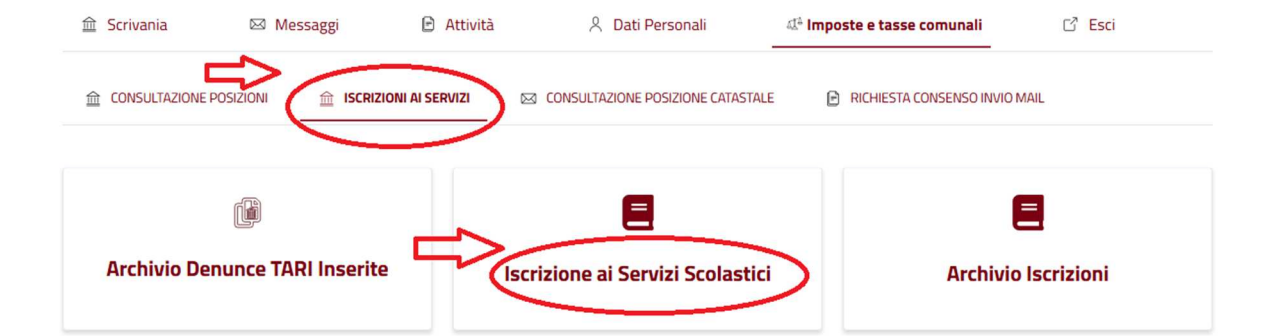 Scrivania Messaggi Attività Dati Personali Imposte e tasse comunali Esci
CONSULTAZIONE POSIZIONI ISCRIZIONI AI SERVIZI CONSULTAZIONE POSIZIONE CATASTALE RICHIESTA CONSENSO INVIO MAIL
Archivio Denunce TARI Inserite Iscrizione ai Servizi Scolastici Archivio Iscrizioni